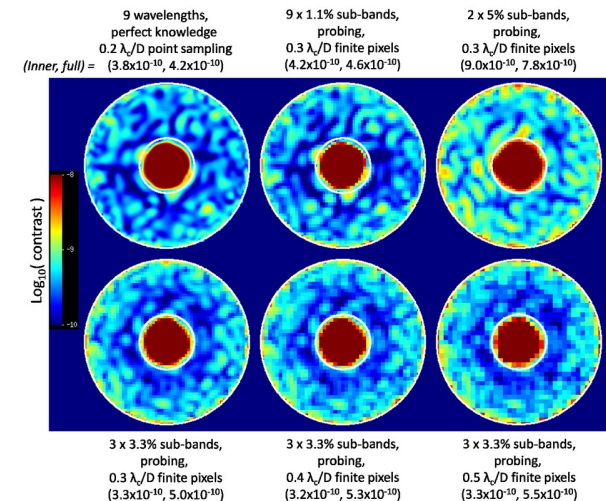 9 wavelengths,
perfect knowledge
0.2 λc/D point sampling
(Inner, full) = (3.8x10-10, 4.2x10-10)
9 x 1.1% sub-bands,
probing,
0.3 λc/D finite pixels
(4.2x10-10, 4.6x10-10)
2 x 5% sub-bands,
probing,
0.3 λc/D finite pixels
(9.0x10-10, 7.8x10-10)
Log10( contrast )
-8
-9
-10
3 x 3.3% sub-bands,
probing,
0.3 λc/D finite pixels
(3.3x10-10, 5.0x10-10)
3 x 3.3% sub-bands,
probing,
0.4 λc/D finite pixels
(3.2x10-10, 5.3x10-10)
3 x 3.3% sub-bands,
probing,
0.5 λc/D finite pixels
(3.3x10-10, 5.5x10-10)